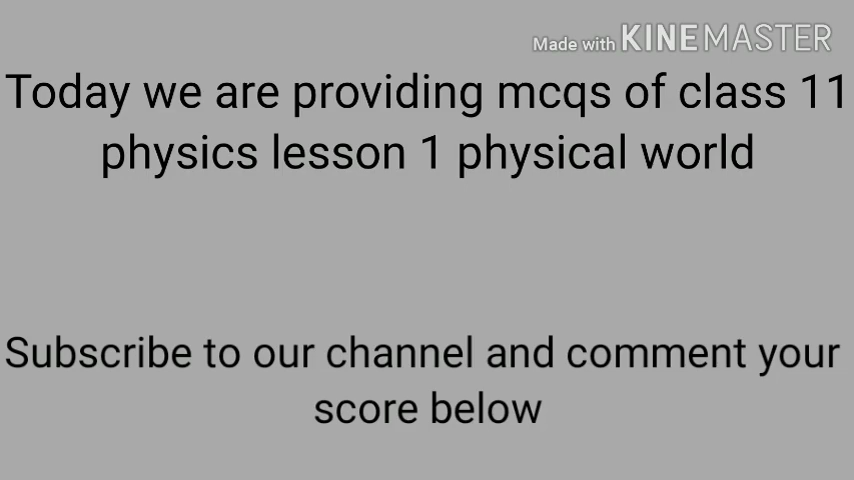 Made with KINEMASTER
Today we are providing mcqs of class 11
physics lesson 1 physical world
Subscribe to our channel and comment your
score below